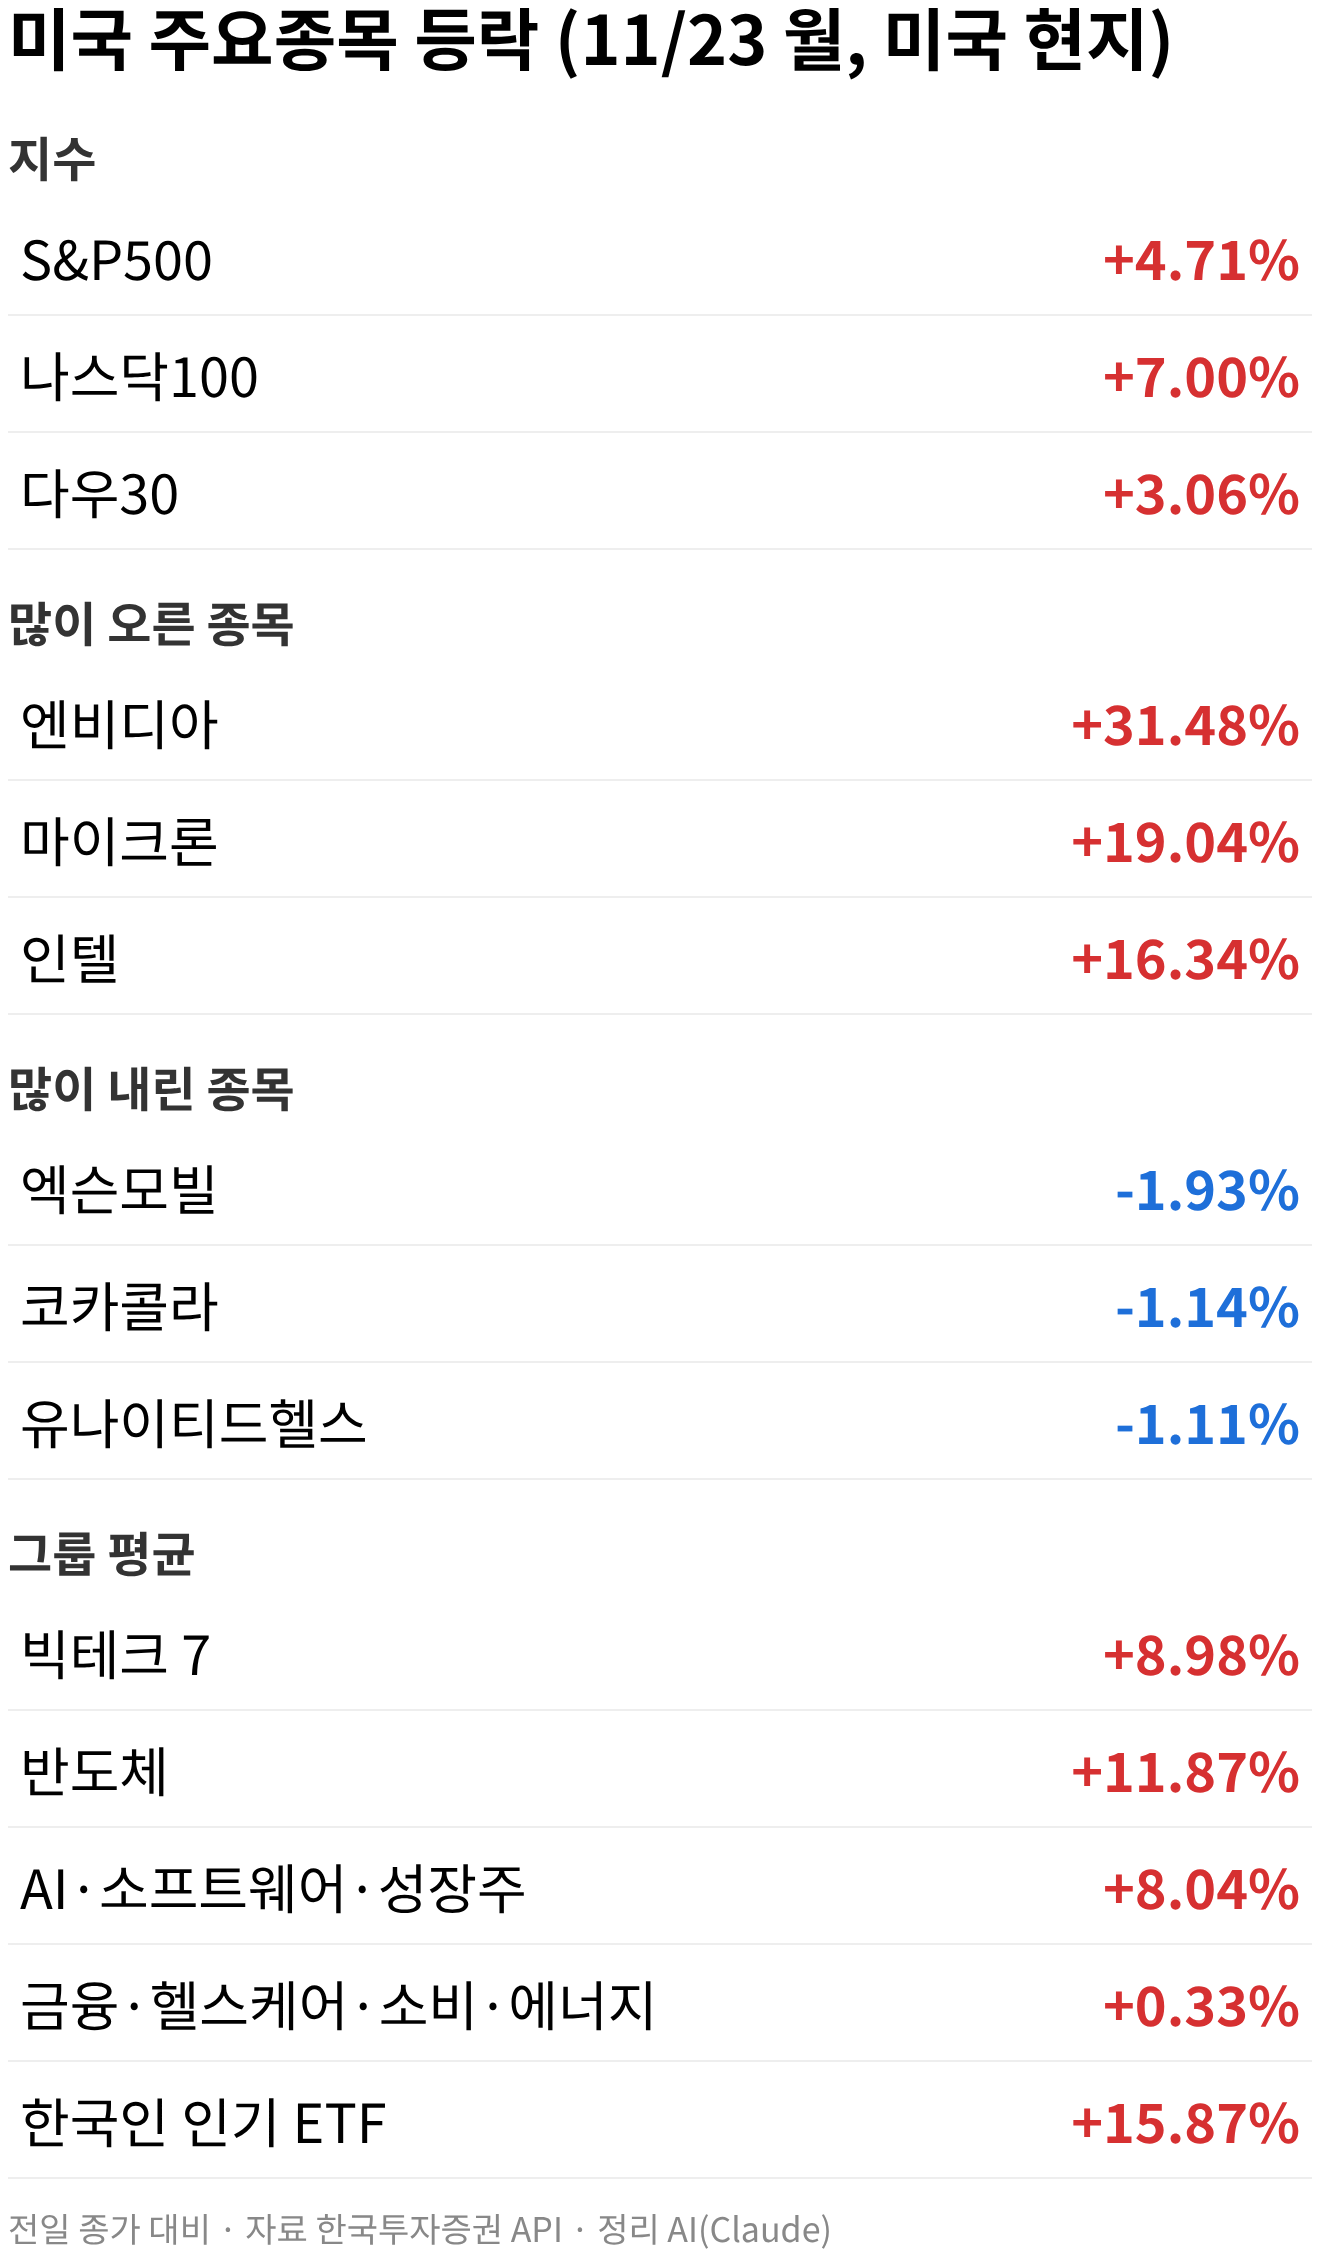 미국 주요종목 등락 (11/23 월, 미국 현지)
지수
S&P500 +4.71%
나스닥100 +7.00%
다우30 +3.06%
많이 오른 종목
엔비디아 +31.48%
마이크론 +19.04%
인텔 +16.34%
많이 내린 종목
엑슨모빌 -1.93%
코카콜라 -1.14%
유나이티드헬스 -1.11%
그룹 평균
빅테크 7 +8.98%
반도체 +11.87%
AI·소프트웨어·성장주 +8.04%
금융·헬스케어·소비·에너지 +0.33%
한국인 인기 ETF +15.87%
전일 종가 대비 · 자료 한국투자증권 API · 정리 AI(Claude)